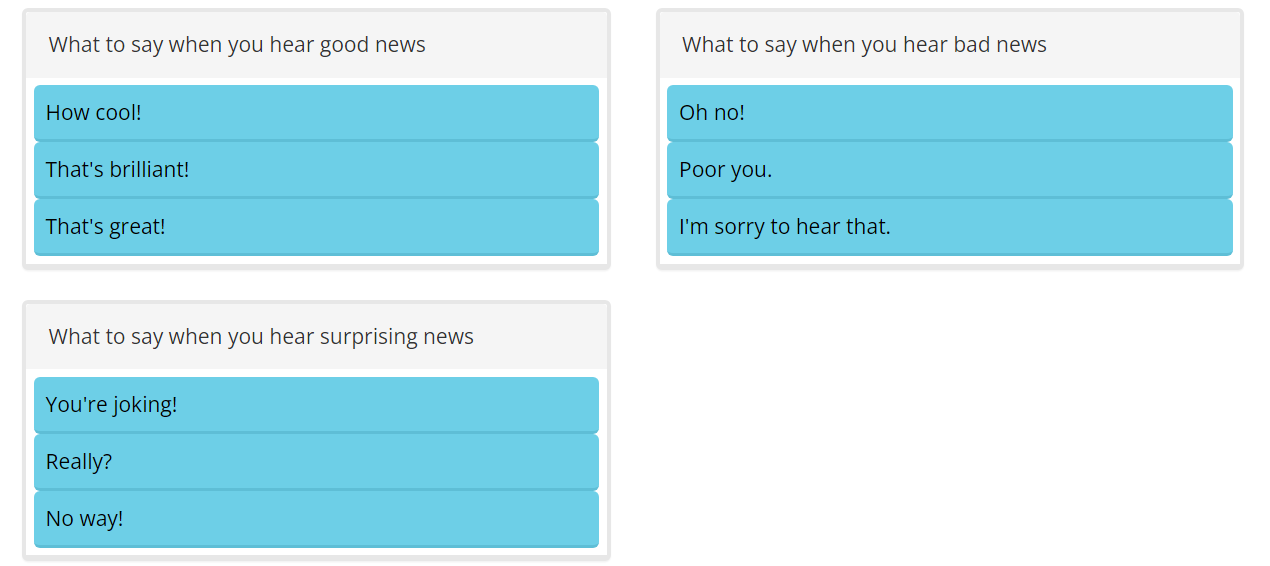 What to say when you hear good news
How cool!
That's brilliant!
That's great!
What to say when you hear bad news
Oh no!
Poor you.
I'm sorry to hear that.
What to say when you hear surprising news
You're joking!
Really?
No way!